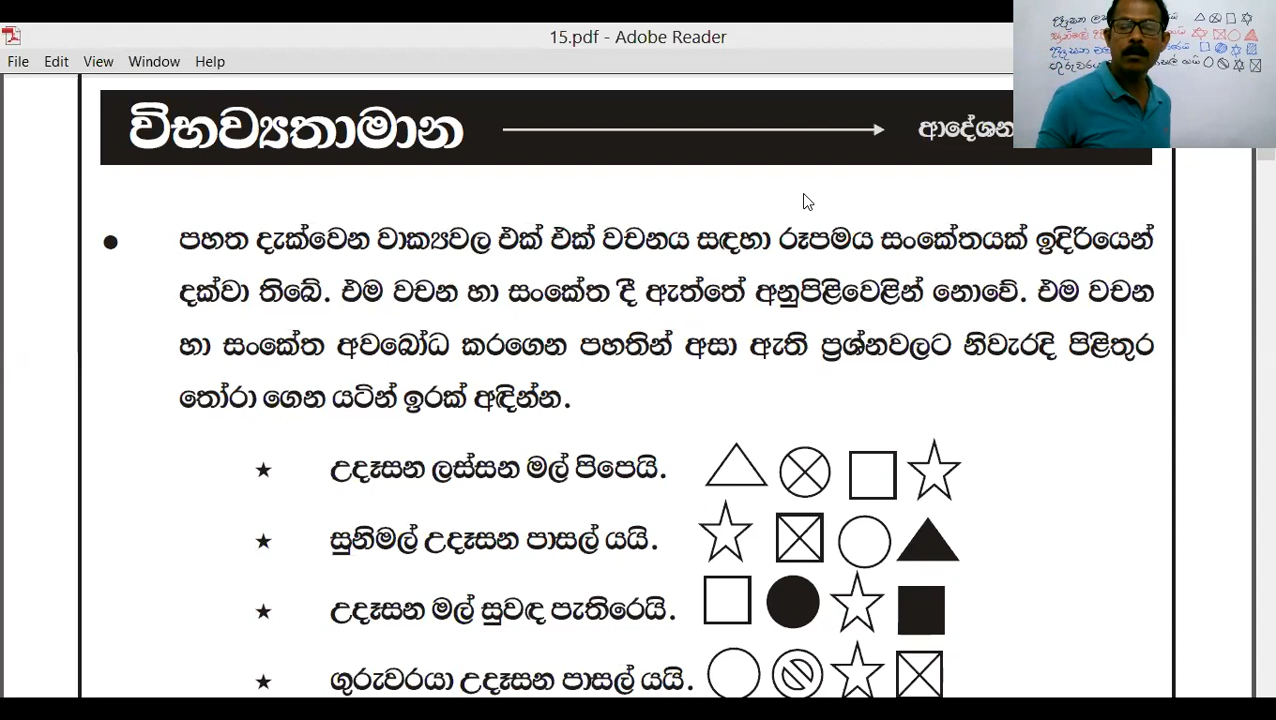 15.pdf - Adobe Reader
File Edit View Window Help
විභව්‍යතාමාන
පහත දැක්වෙන වාක්‍යවල එක් එක් වචනය සඳහා රූපමය සංකේතයක් ඉදිරියෙන්
දක්වා තිබේ. එම වචන හා සංකේත දී ඇත්තේ අනුපිළිවෙළින් නොවේ. එම වචන
හා සංකේත අවබෝධ කරගෙන පහතින් අසා ඇති ප්‍රශ්නවලට නිවැරදි පිළිතුර
තෝරා ගෙන යටින් ඉරක් අඳින්න.
උදෑසන ලස්සන මල් පිපෙයි.
සුනිමල් උදෑසන පාසල් යයි.
උදෑසන මල් සුවඳ පැතිරෙයි.
ගුරුවරයා උදෑසන පාසල් යයි.